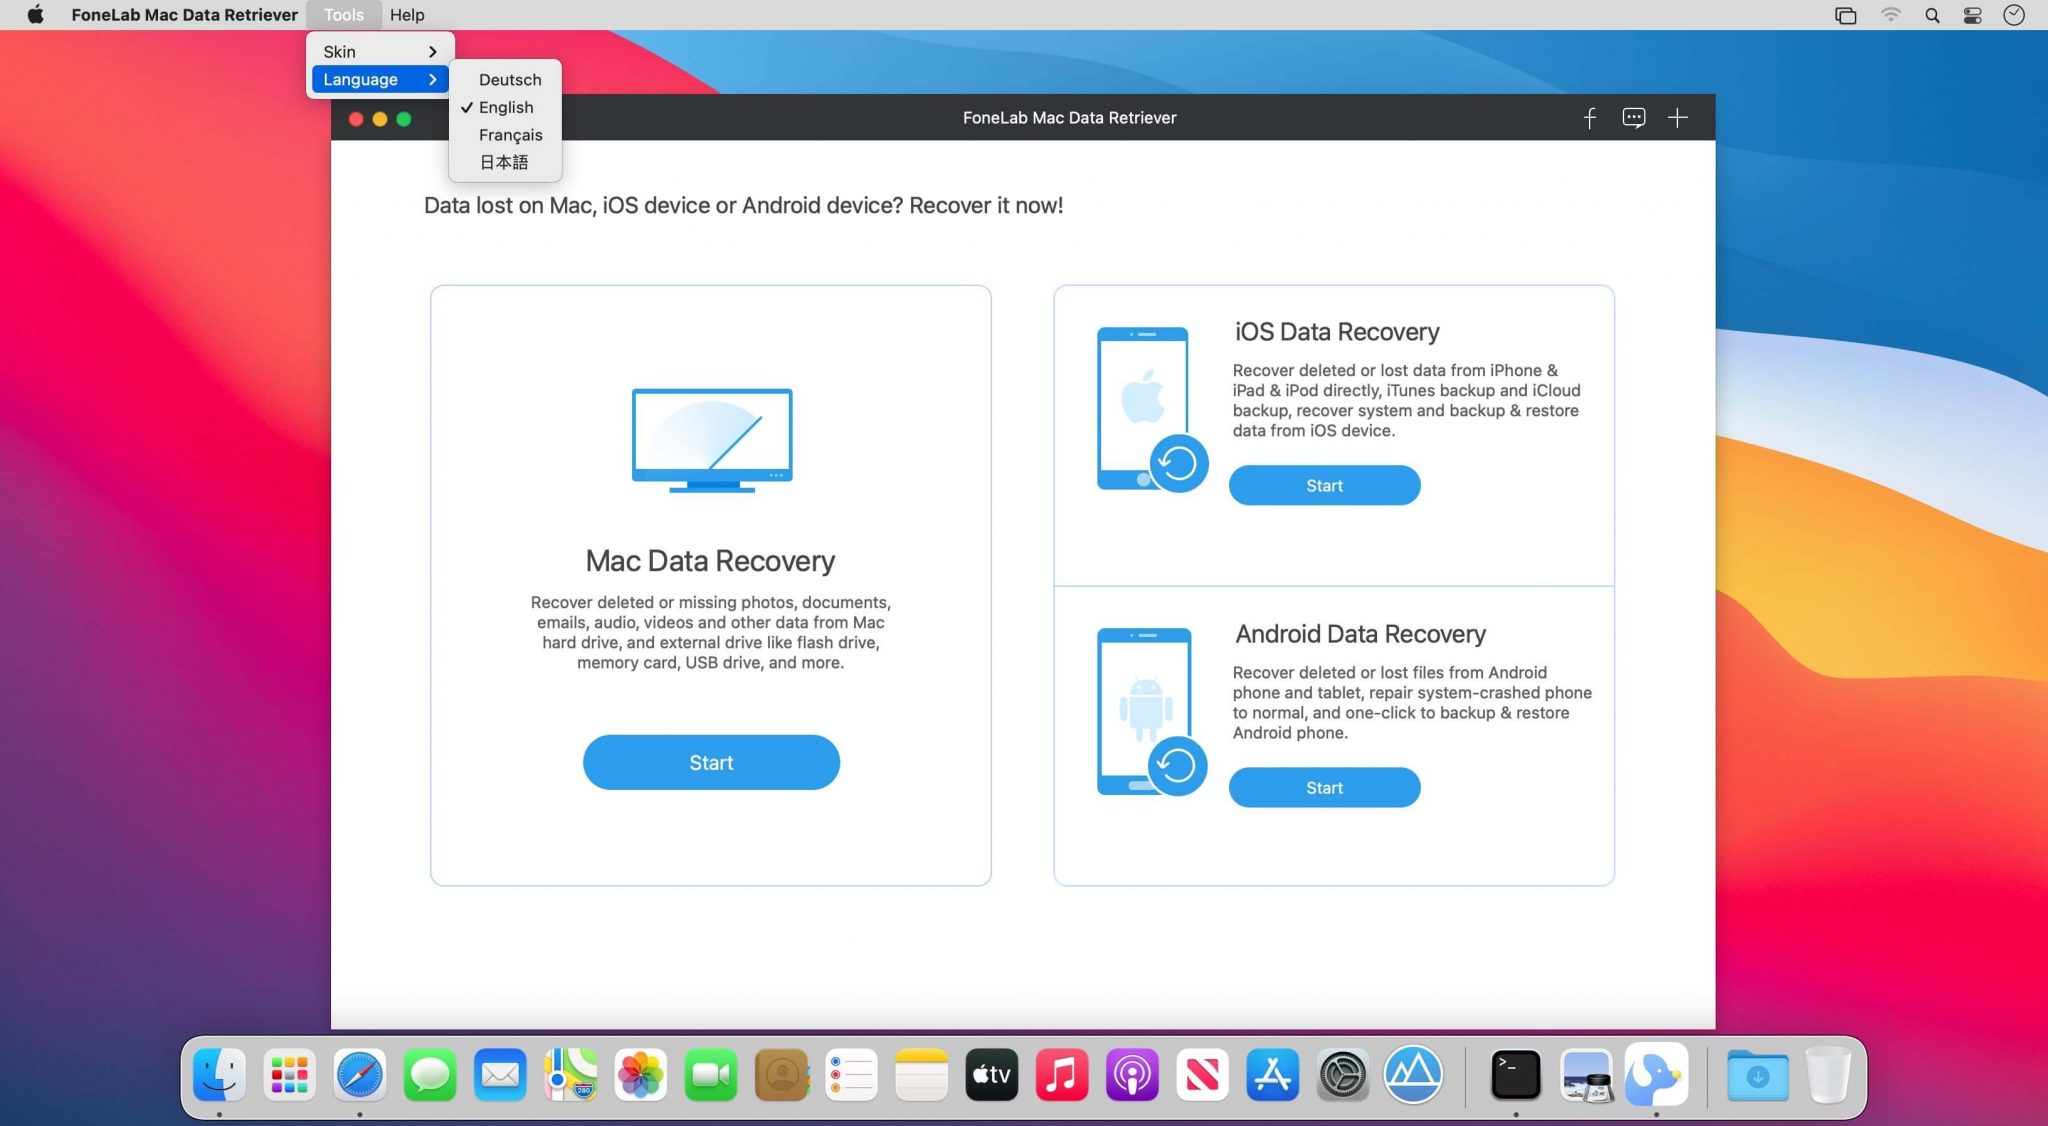 FoneLab Mac Data Retriever Tools Help
Skin
Language
Deutsch
English
Français
日本語
FoneLab Mac Data Retriever
Data lost on Mac, iOS device or Android device? Recover it now!
Mac Data Recovery
Recover deleted or missing photos, documents,
emails, audio, videos and other data from Mac
hard drive, and external drive like flash drive,
memory card, USB drive, and more.
Start
iOS Data Recovery
Recover deleted or lost data from iPhone &
iPad & iPod directly, iTunes backup and iCloud
backup, recover system and backup & restore
data from iOS device.
Start
Android Data Recovery
Recover deleted or lost files from Android
phone and tablet, repair system-crashed phone
to normal, and one-click to backup & restore
Android phone.
Start
280
tv
>_